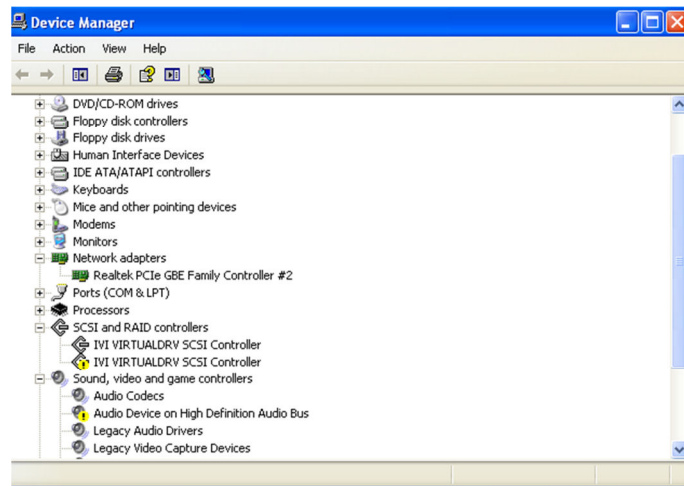 Device Manager
File Action View Help
DVD/CD-ROM drives
Floppy disk controllers
Floppy disk drives
Human Interface Devices
IDE ATA/ATAPI controllers
Keyboards
Mice and other pointing devices
Modems
Monitors
Network adapters
Realtek PCIe GBE Family Controller #2
Ports (COM & LPT)
Processors
SCSI and RAID controllers
IVI VIRTUALDRV SCSI Controller
IVI VIRTUALDRV SCSI Controller
Sound, video and game controllers
Audio Codecs
Audio Device on High Definition Audio Bus
Legacy Audio Drivers
Legacy Video Capture Devices